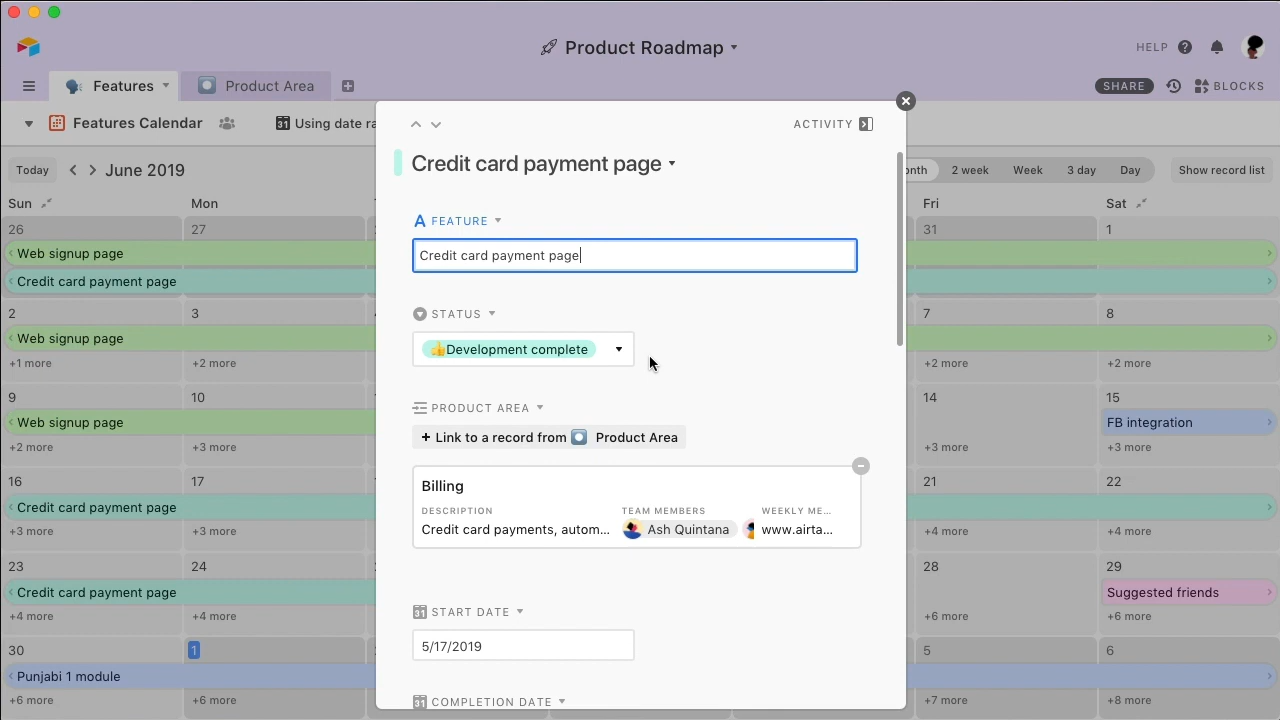 Product Roadmap
HELP
Features
Product Area
SHARE
BLOCKS
Features Calendar
31 Using date ra
ACTIVITY
Today
June 2019
onth
2 week
Week
3 day
Day
Show record list
Credit card payment page
Sun
Mon
Fri
Sat
A FEATURE
Credit card payment page
STATUS
Development complete
PRODUCT AREA
+ Link to a record from Product Area
Billing
DESCRIPTION
TEAM MEMBERS
WEEKLY ME...
Credit card payments, autom...
Ash Quintana
www.airta...
31 START DATE
5/17/2019
31 COMPLETION DATE
26
27
31
1
Web signup page
Credit card payment page
2
3
7
8
Web signup page
+1 more
+2 more
+2 more
+2 more
9
10
14
15
Web signup page
FB integration
+2 more
+3 more
+3 more
+3 more
16
17
21
22
Credit card payment page
+3 more
+3 more
+4 more
+4 more
23
24
28
29
Credit card payment page
Suggested friends
+4 more
+4 more
+6 more
+6 more
30
1
5
6
Punjabi 1 module
+6 more
+6 more
+7 more
+8 more